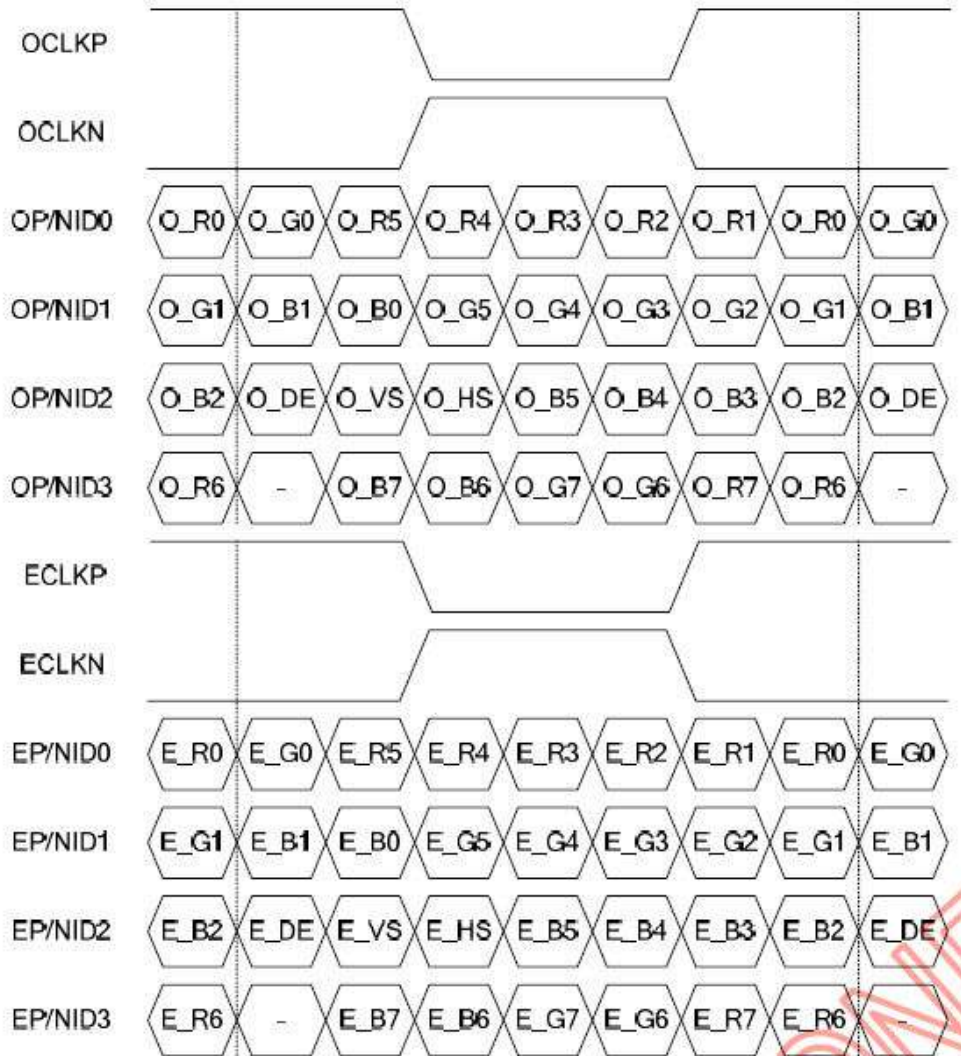 OCLKP
OCLKN
OP/NID0 O_R0 O_G0 O_R5 O_R4 O_R3 O_R2 O_R1 O_R0 O_G0
OP/NID1 O_G1 O_B1 O_B0 O_G5 O_G4 O_G3 O_G2 O_G1 O_B1
OP/NID2 O_B2 O_DE O_VS O_HS O_B5 O_B4 O_B3 O_B2 O_DE
OP/NID3 O_R6 - O_B7 O_B6 O_G7 O_G6 O_R7 O_R6 -
ECLKP
ECLKN
EP/NID0 E_R0 E_G0 E_R5 E_R4 E_R3 E_R2 E_R1 E_R0 E_G0
EP/NID1 E_G1 E_B1 E_B0 E_G5 E_G4 E_G3 E_G2 E_G1 E_B1
EP/NID2 E_B2 E_DE E_VS E_HS E_B5 E_B4 E_B3 E_B2 E_DE
EP/NID3 E_R6 - E_B7 E_B6 E_G7 E_G6 E_R7 E_R6 -